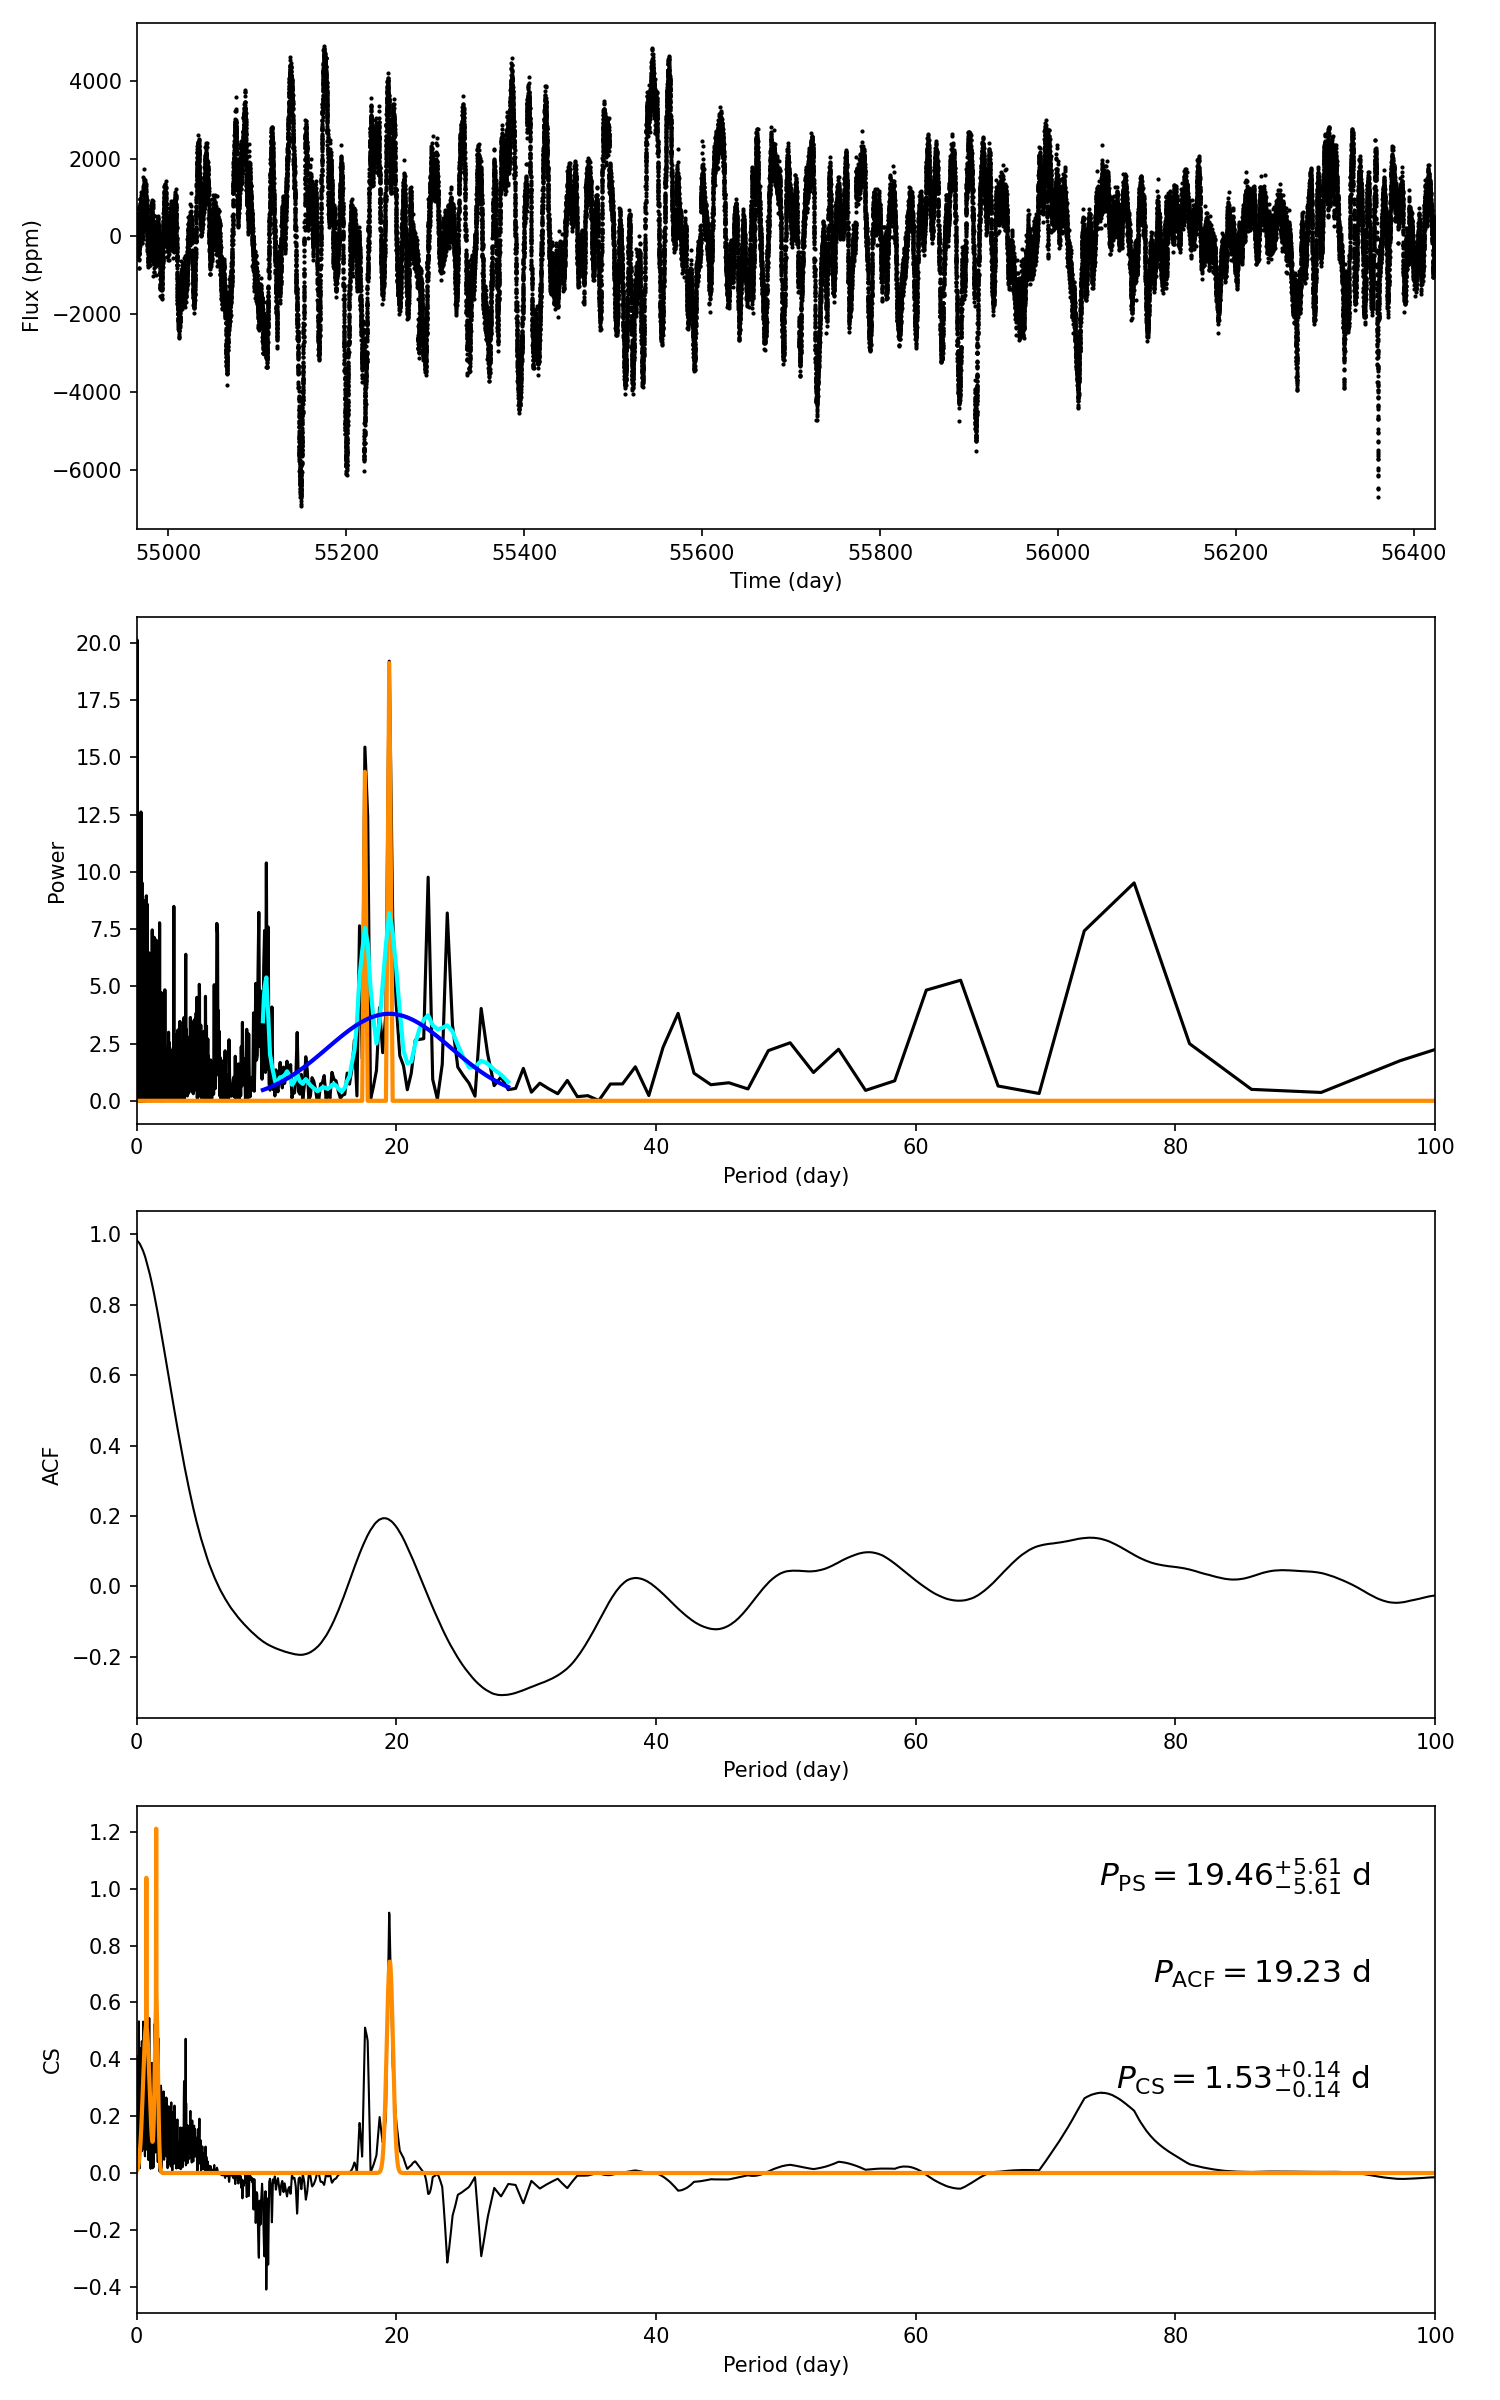 4000
2000
0
−2000
−4000
−6000
Flux (ppm)
55000 55200 55400 55600 55800 56000 56200 56400
Time (day)
20.0
17.5
15.0
12.5
10.0
7.5
5.0
2.5
0.0
Power
0 20 40 60 80 100
Period (day)
1.0
0.8
0.6
0.4
0.2
0.0
−0.2
ACF
0 20 40 60 80 100
Period (day)
1.2
1.0
0.8
0.6
0.4
0.2
0.0
−0.2
−0.4
CS
P_PS = 19.46^{+5.61}_{−5.61} d
P_ACF = 19.23 d
P_CS = 1.53^{+0.14}_{−0.14} d
0 20 40 60 80 100
Period (day)